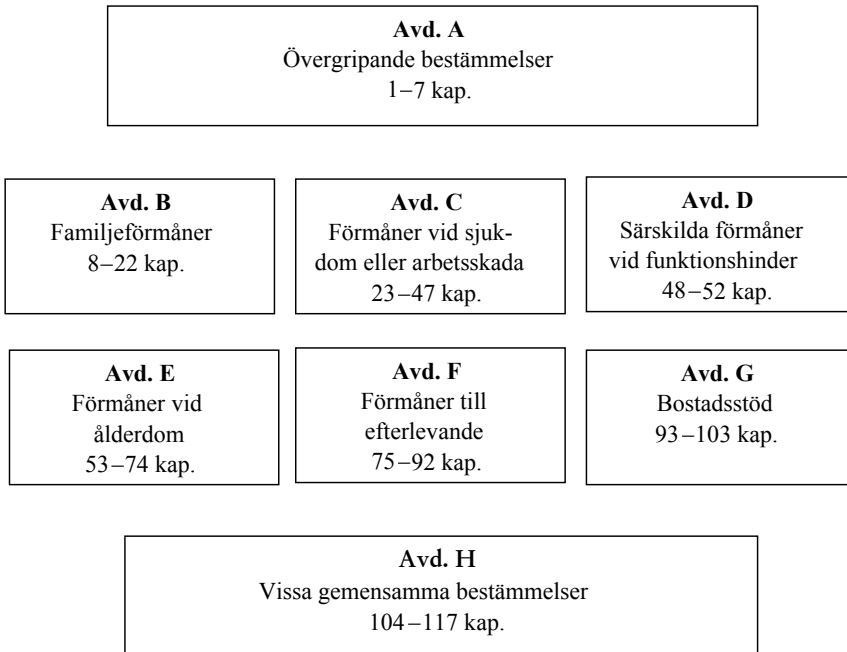 Avd. A
Övergripande bestämmelser
1–7 kap.
Avd. B
Familjeförmåner
8–22 kap.
Avd. C
Förmåner vid sjuk-
dom eller arbetsskada
23–47 kap.
Avd. D
Särskilda förmåner
vid funktionshinder
48–52 kap.
Avd. E
Förmåner vid
ålderdom
53–74 kap.
Avd. F
Förmåner till
efterlevande
75–92 kap.
Avd. G
Bostadsstöd
93–103 kap.
Avd. H
Vissa gemensamma bestämmelser
104–117 kap.